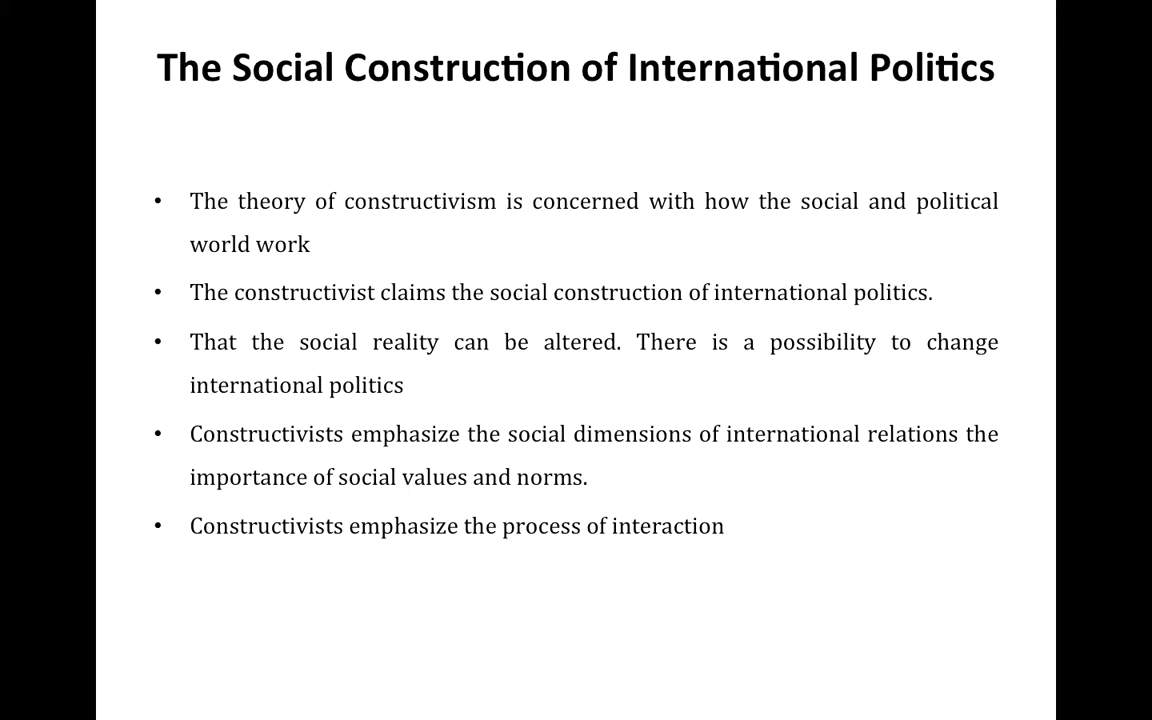 The Social Construction of International Politics
• The theory of constructivism is concerned with how the social and political
world work
• The constructivist claims the social construction of international politics.
• That the social reality can be altered. There is a possibility to change
international politics
• Constructivists emphasize the social dimensions of international relations the
importance of social values and norms.
• Constructivists emphasize the process of interaction